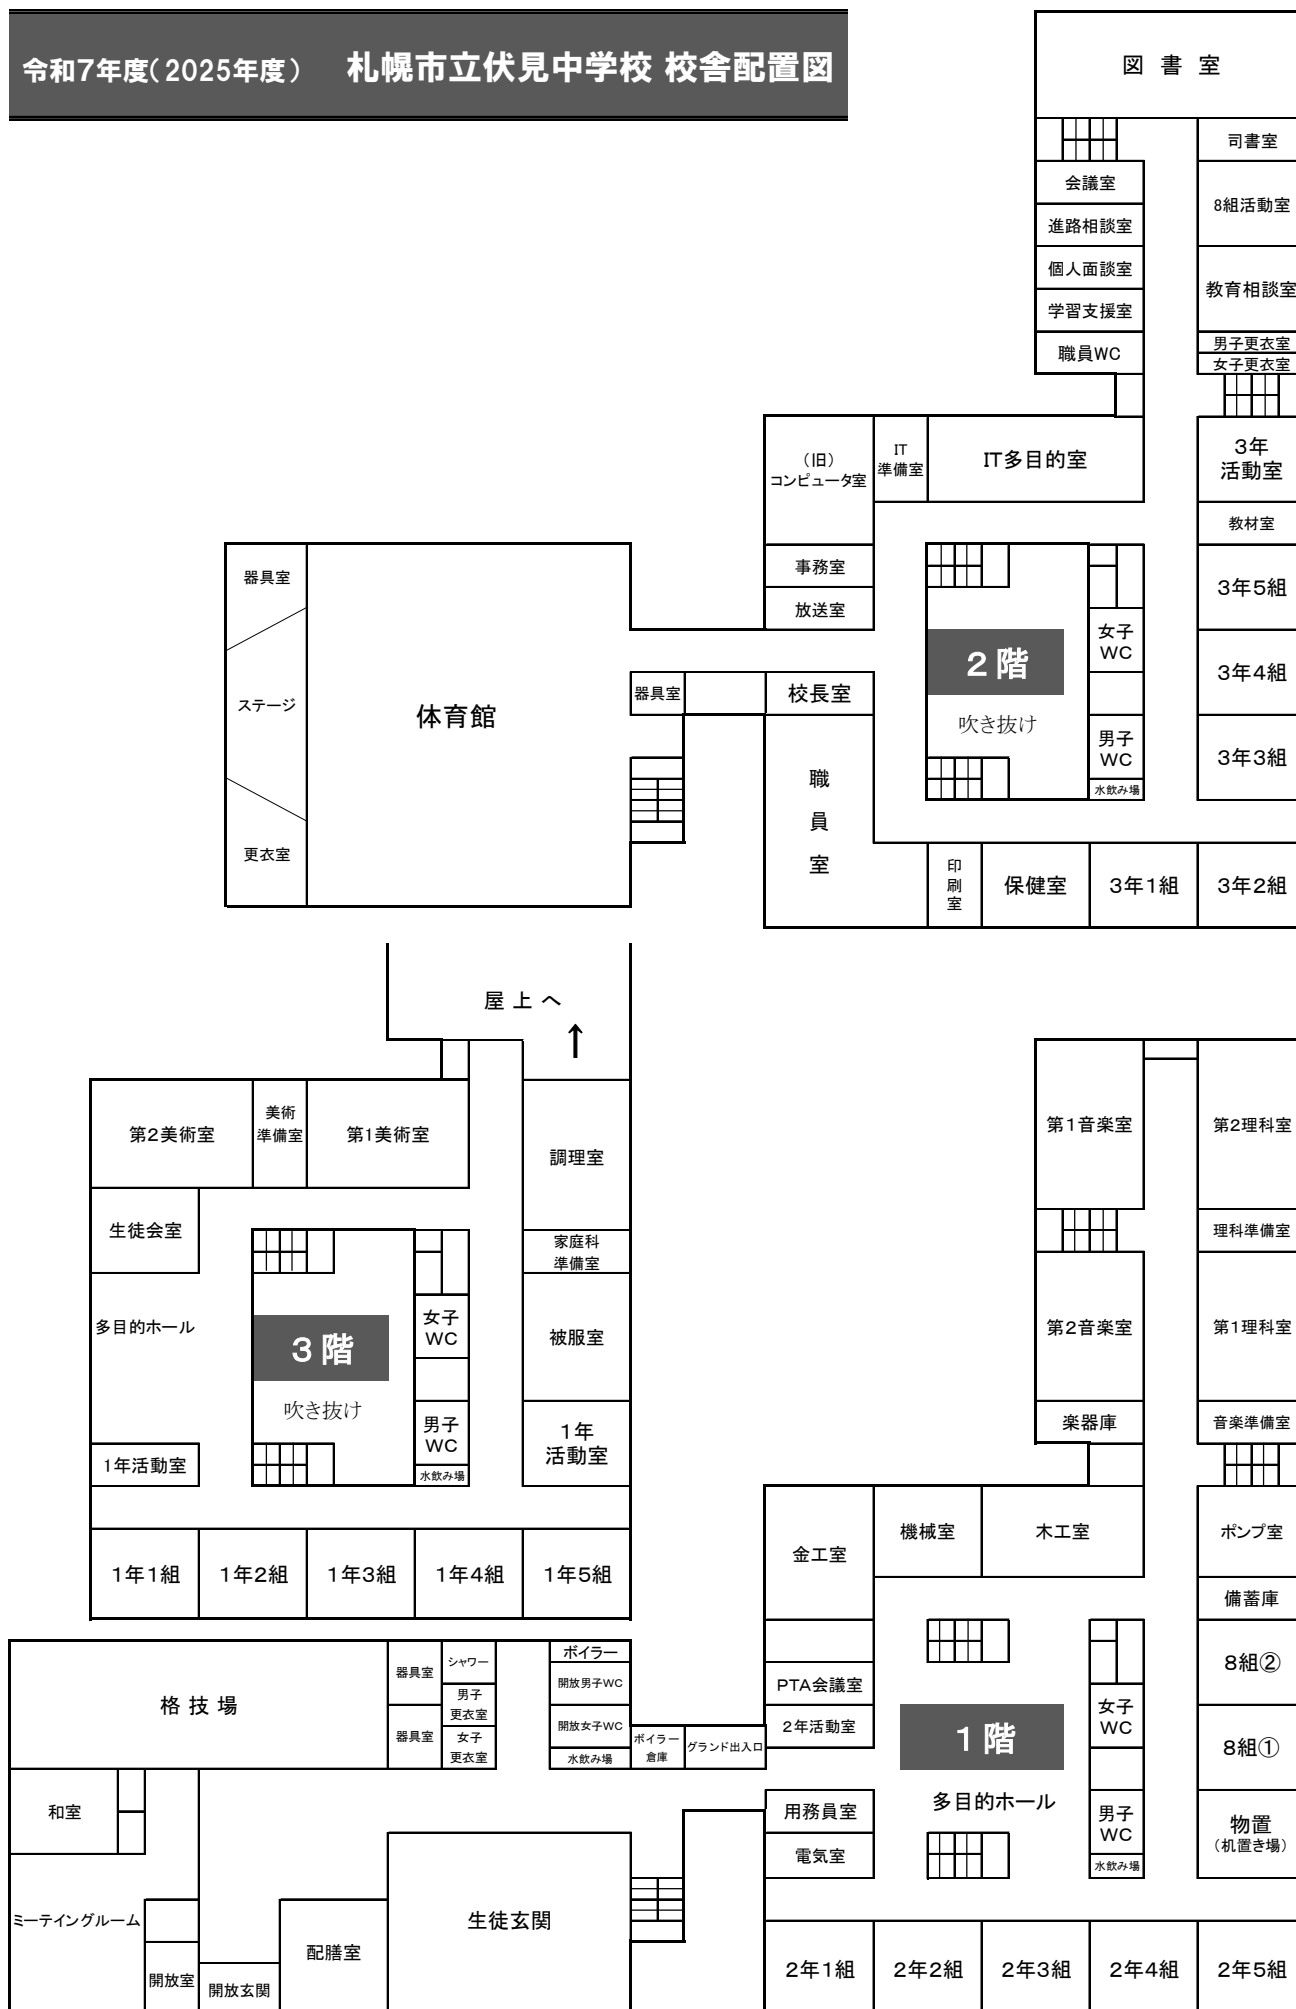 令和7年度(2025年度) 札幌市立伏見中学校 校舎配置図
図 書 室
司書室
会議室
8組活動室
進路相談室
個人面談室
教育相談室
学習支援室
男子更衣室
職員WC
女子更衣室
(旧)
コンピュータ室
IT
準備室
IT多目的室
3年
活動室
教材室
器具室
事務室
3年5組
放送室
女子
WC
2階
3年4組
ステージ
体育館
器具室
校長室
吹き抜け
男子
WC
3年3組
職
員
室
水飲み場
更衣室
印
刷
室
保健室
3年1組
3年2組
屋 上 へ
↑
第2美術室
美術
準備室
第1美術室
調理室
生徒会室
家庭科
準備室
多目的ホール
女子
WC
3階
被服室
吹き抜け
男子
WC
1年
活動室
1年活動室
水飲み場
1年1組
1年2組
1年3組
1年4組
1年5組
第1音楽室
第2理科室
理科準備室
第2音楽室
第1理科室
楽器庫
音楽準備室
金工室
機械室
木工室
ポンプ室
備蓄庫
格 技 場
器具室
シャワー
ボイラー
男子
更衣室
開放男子WC
PTA会議室
8組②
器具室
女子
更衣室
開放女子WC
2年活動室
女子
WC
水飲み場
ボイラー
倉庫
グランド出入口
1階
8組①
和室
用務員室
多目的ホール
男子
WC
物置
(机置き場)
電気室
水飲み場
ミーテイングルーム
開放室
開放玄関
配膳室
生徒玄関
2年1組
2年2組
2年3組
2年4組
2年5組